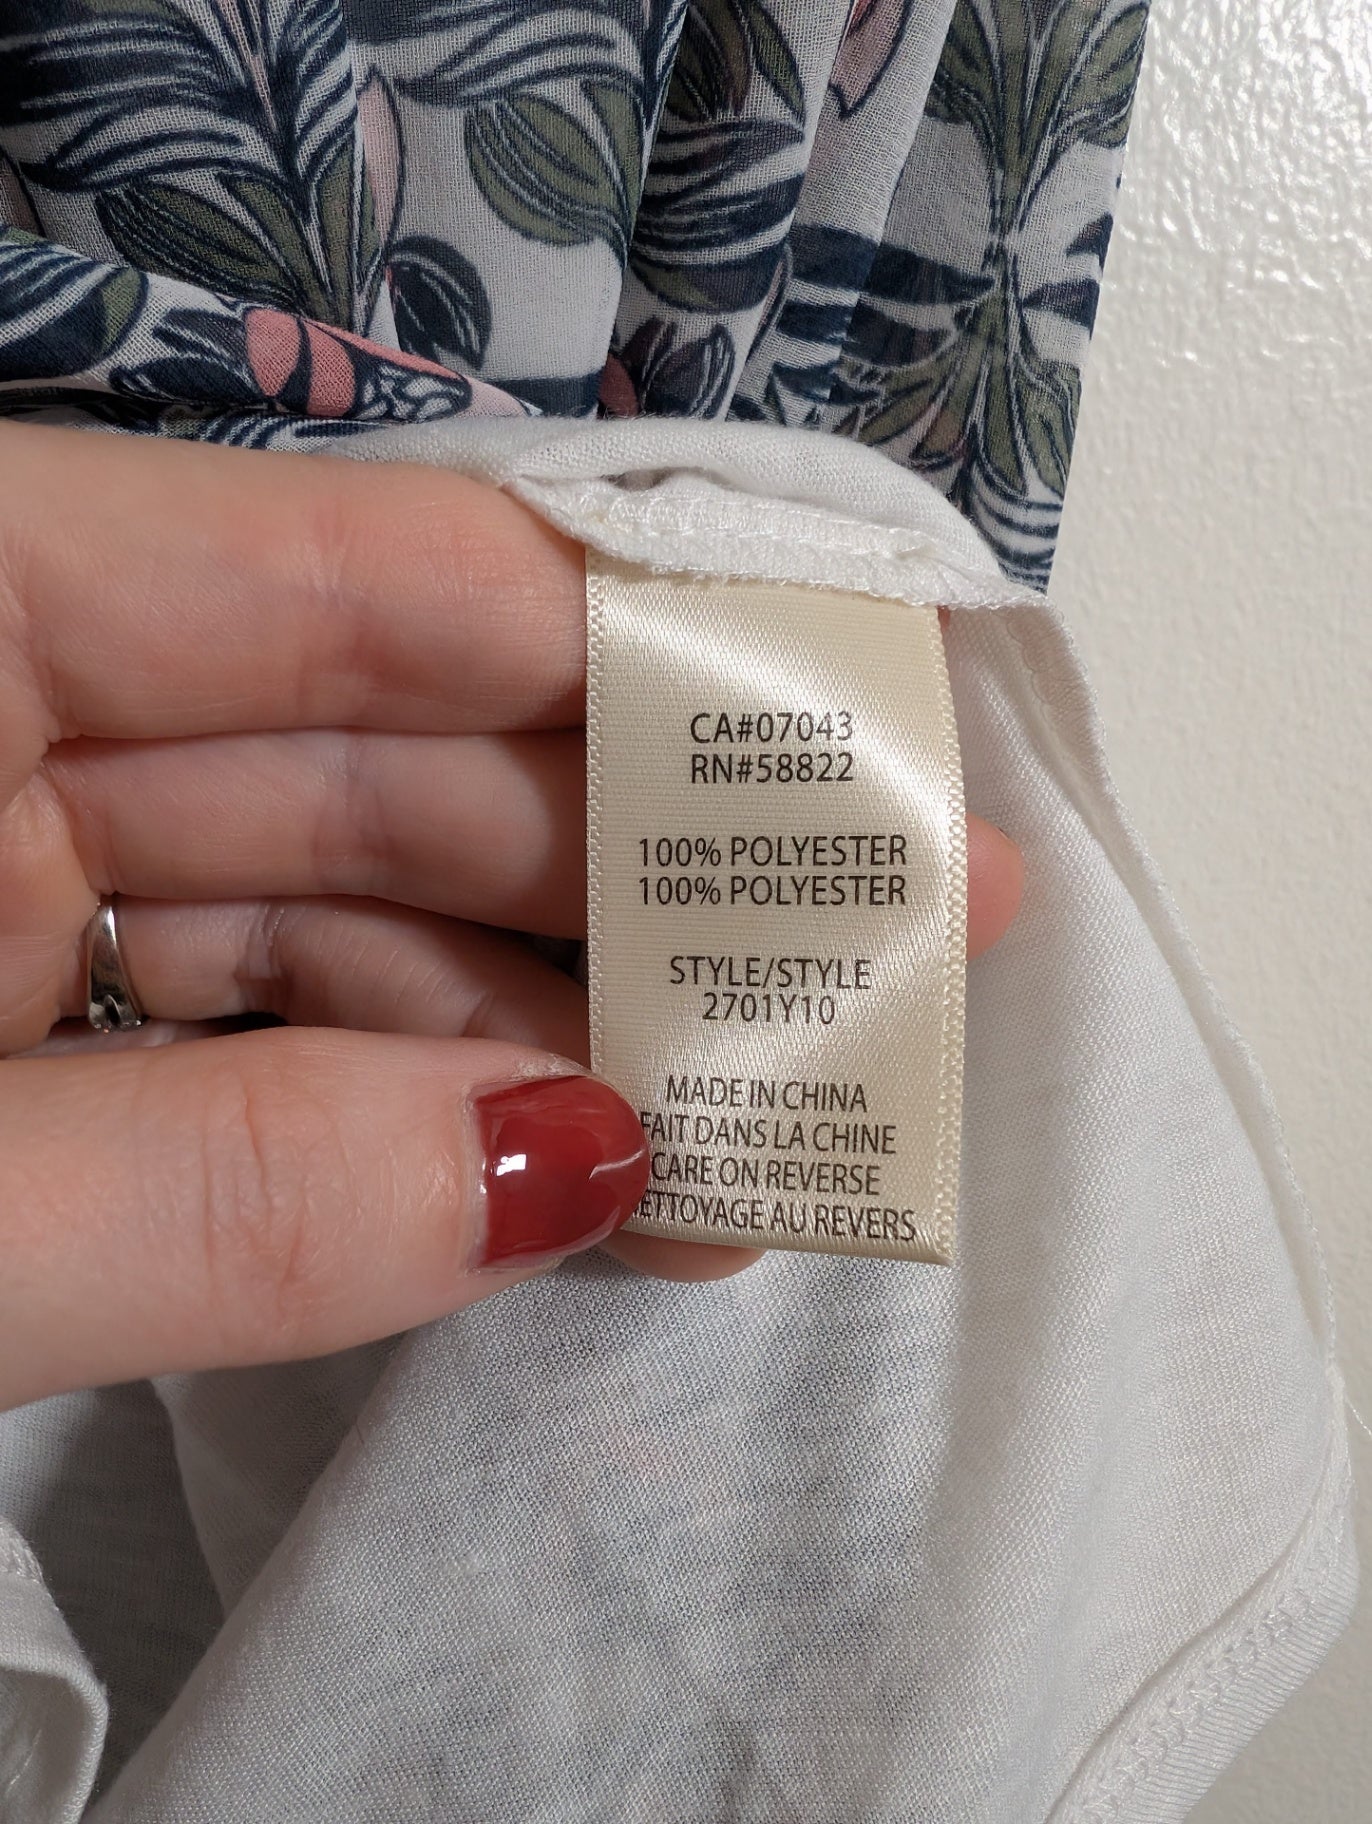 CA#07043
RN#58822
100% POLYESTER
100% POLYESTER
STYLE/STYLE
2701Y10
MADE IN CHINA
FAIT DANS LA CHINE
CARE ON REVERSE
AU REVERS